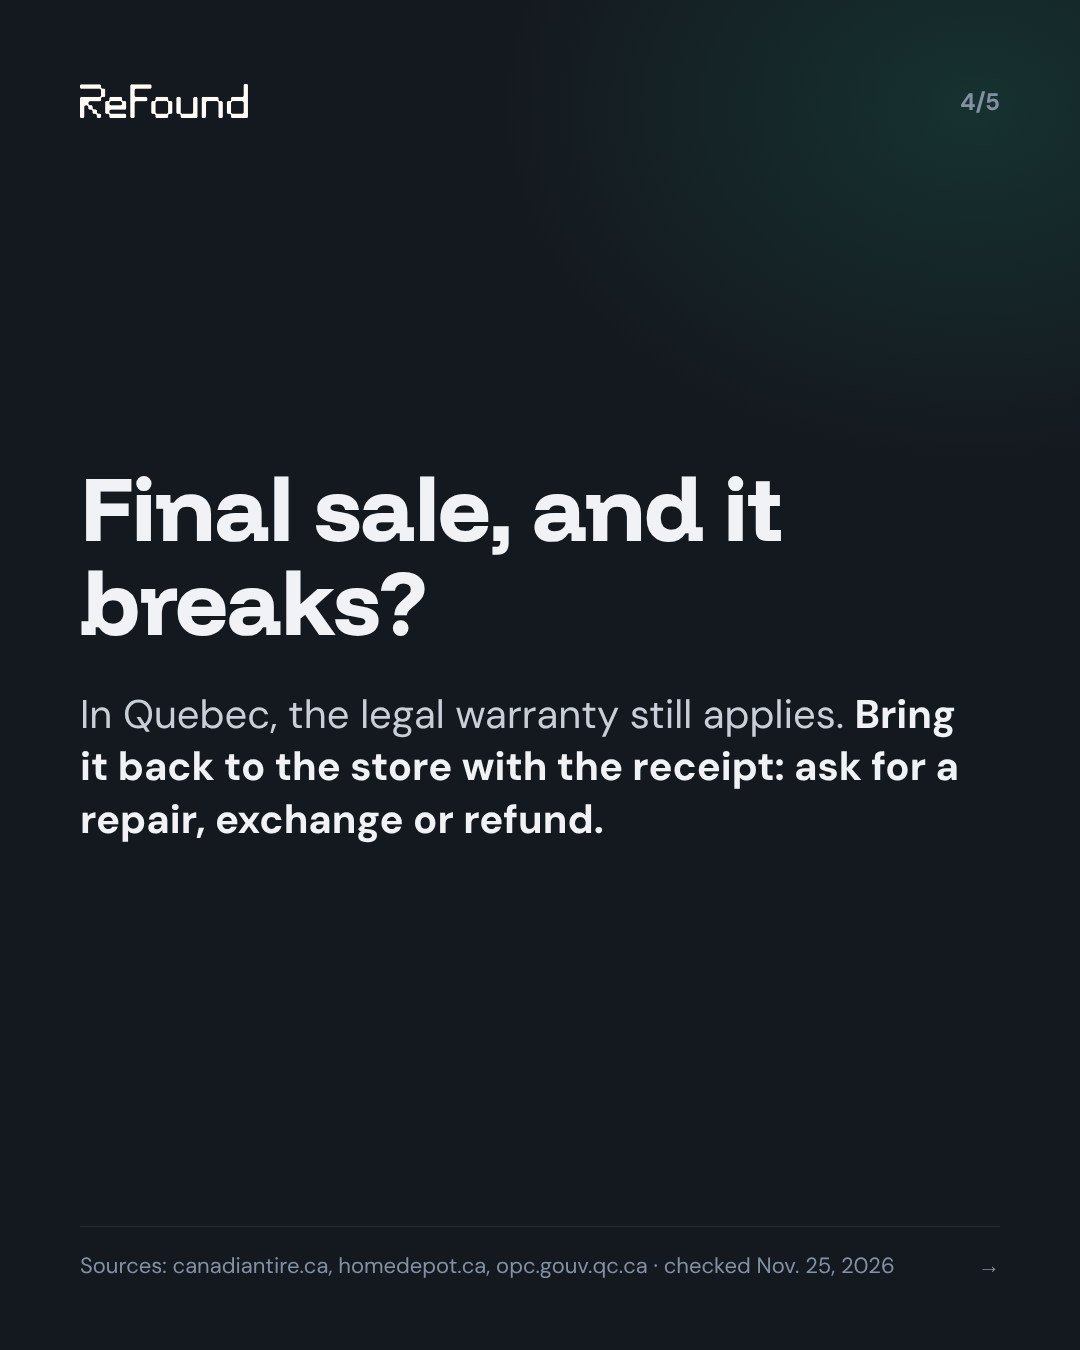 ReFound
4/5
Final sale, and it
breaks?
In Quebec, the legal warranty still applies. Bring
it back to the store with the receipt: ask for a
repair, exchange or refund.
Sources: canadiantire.ca, homedepot.ca, opc.gouv.qc.ca · checked Nov. 25, 2026 →